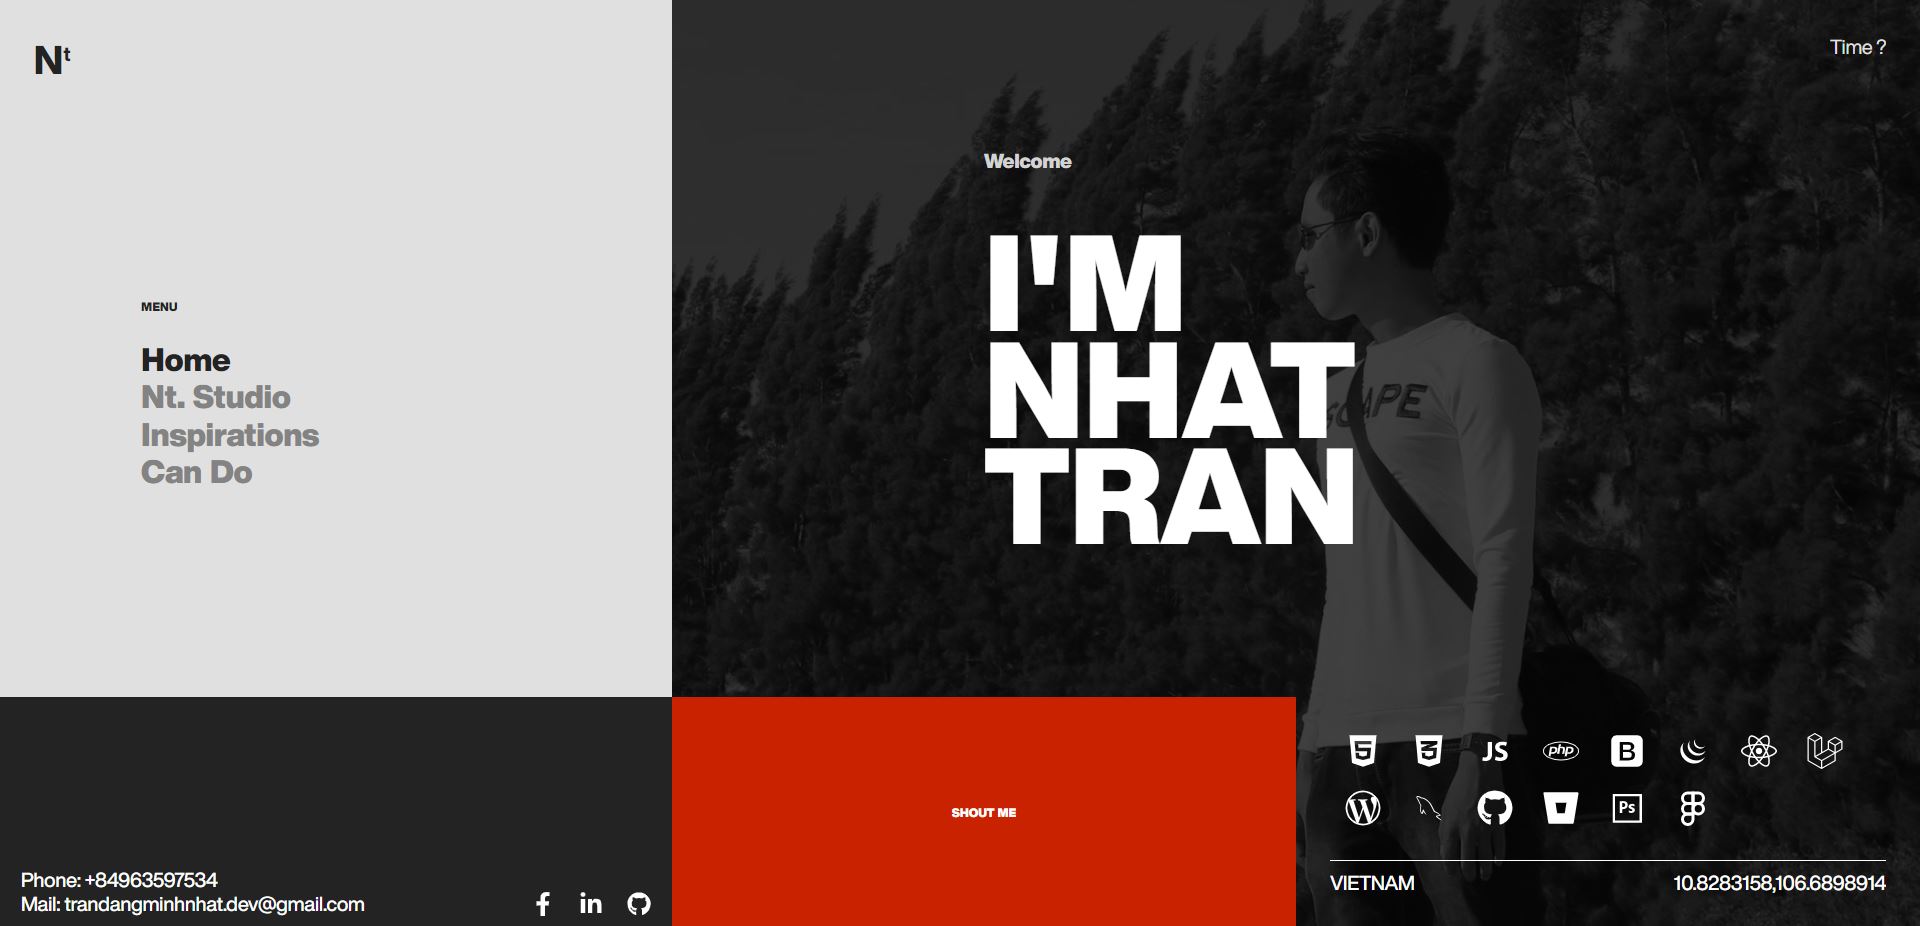 Nt
Time ?
Welcome
I'M
NHAT
TRAN
MENU
Home
Nt. Studio
Inspirations
Can Do
SHOUT ME
JS
php
B
Ps
Phone: +84963597534
Mail: trandangminhnhat.dev@gmail.com
VIETNAM
10.8283158,106.6898914